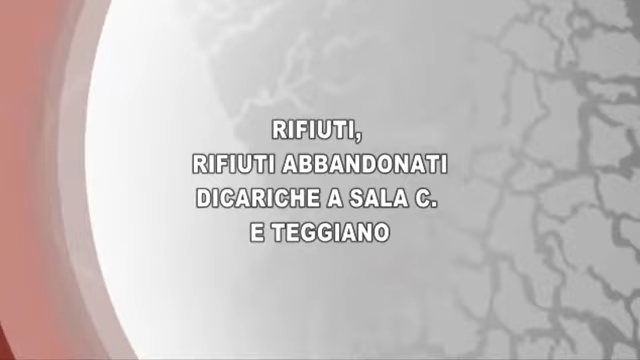 RIFIUTI,
RIFIUTI ABBANDONATI
DICARICHE A SALA C.
E TEGGIANO